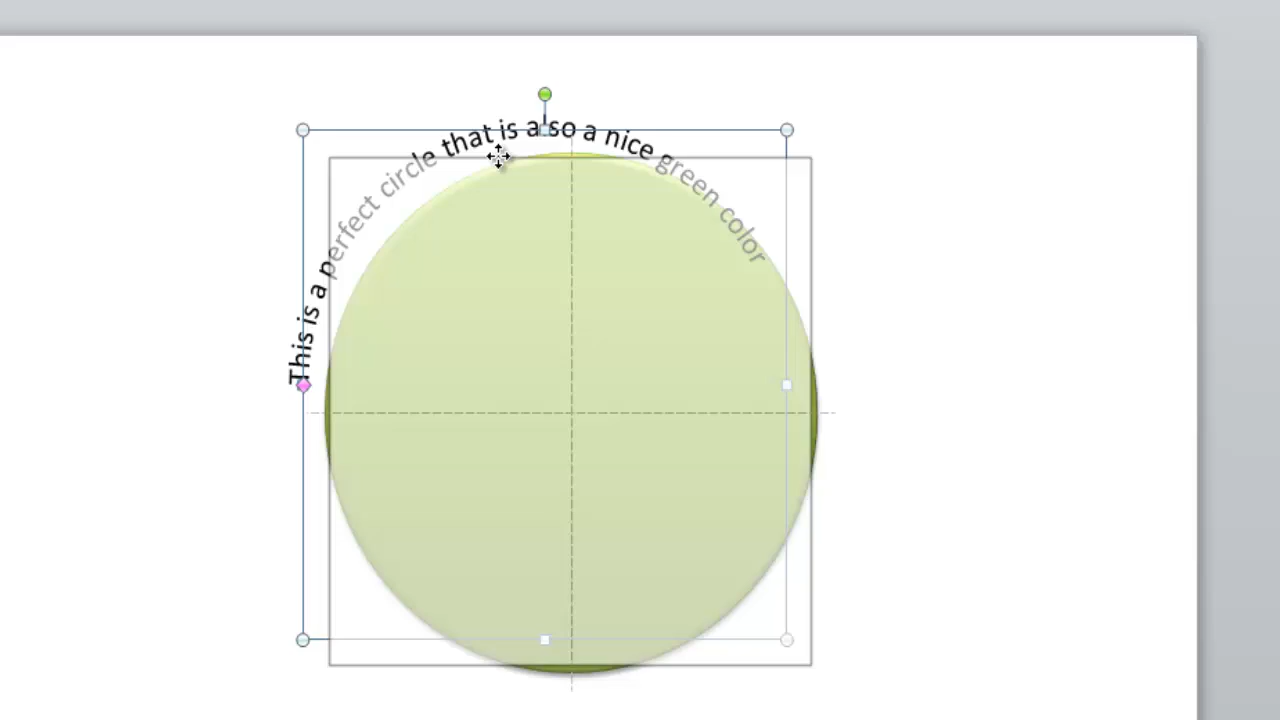 This is a perfect circle that is also a nice green color